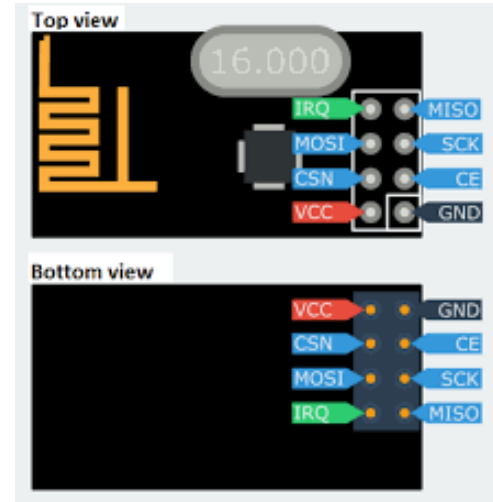 Top view
16.000
IRQ MISO
MOSI SCK
CSN CE
VCC GND
Bottom view
VCC GND
CSN CE
MOSI SCK
IRQ MISO